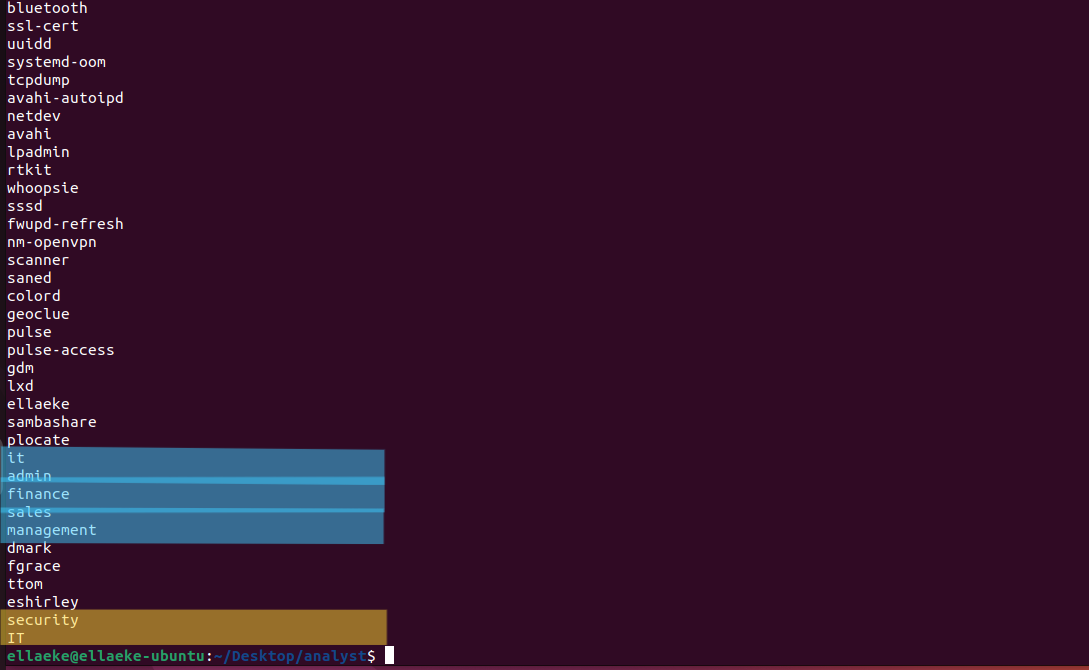 bluetooth
ssl-cert
uuidd
systemd-oom
tcpdump
avahi-autoipd
netdev
avahi
lpadmin
rtkit
whoopsie
sssd
fwupd-refresh
nm-openvpn
scanner
saned
colord
geoclue
pulse
pulse-access
gdm
lxd
ellaeke
sambashare
plocate
it
admin
finance
sales
management
dmark
fgrace
ttom
eshirley
security
IT
ellaeke@ellaeke-ubuntu:~/Desktop/analyst$